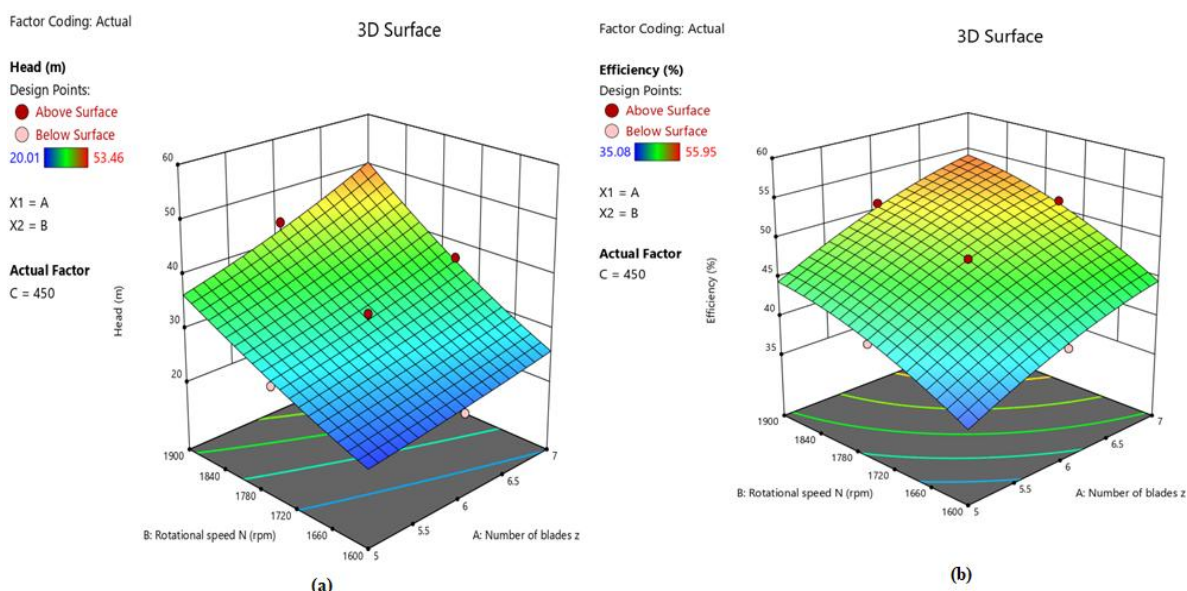 Factor Coding: Actual
3D Surface
Head (m)
Design Points:
Above Surface
Below Surface
20.01 53.46
X1 = A
X2 = B
Actual Factor
C = 450
60
50
40
30
20
Head (m)
1900
1840
1780
1720
1660
1600
B: Rotational speed N (rpm)
5
5.5
6
6.5
7
A: Number of blades z
(a)
Factor Coding: Actual
3D Surface
Efficiency (%)
Design Points:
Above Surface
Below Surface
35.08 55.95
X1 = A
X2 = B
Actual Factor
C = 450
60
55
50
45
40
35
Efficiency (%)
1900
1840
1780
1720
1660
1600
B: Rotational speed N (rpm)
5
5.5
6
6.5
7
A: Number of blades z
(b)